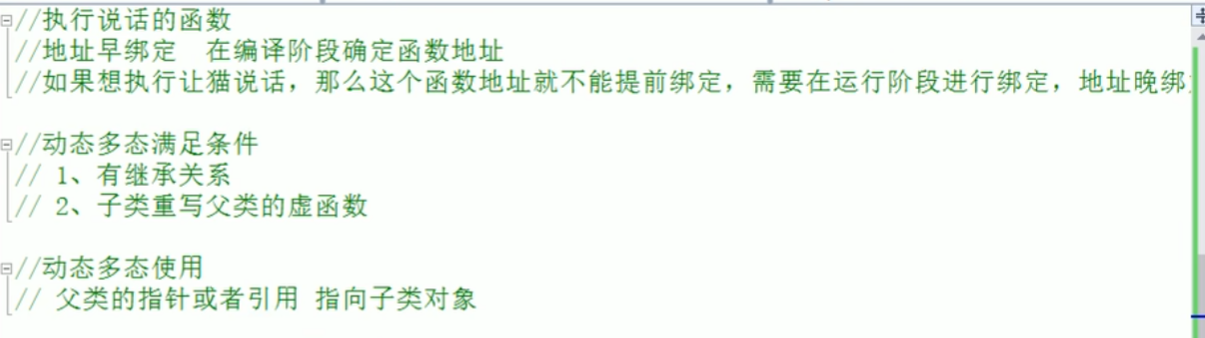 //执行说话的函数
//地址早绑定  在编译阶段确定函数地址
//如果想执行让猫说话，那么这个函数地址就不能提前绑定，需要在运行阶段进行绑定，地址晚绑
//动态多态满足条件
// 1、有继承关系
// 2、子类重写父类的虚函数
//动态多态使用
// 父类的指针或者引用 指向子类对象